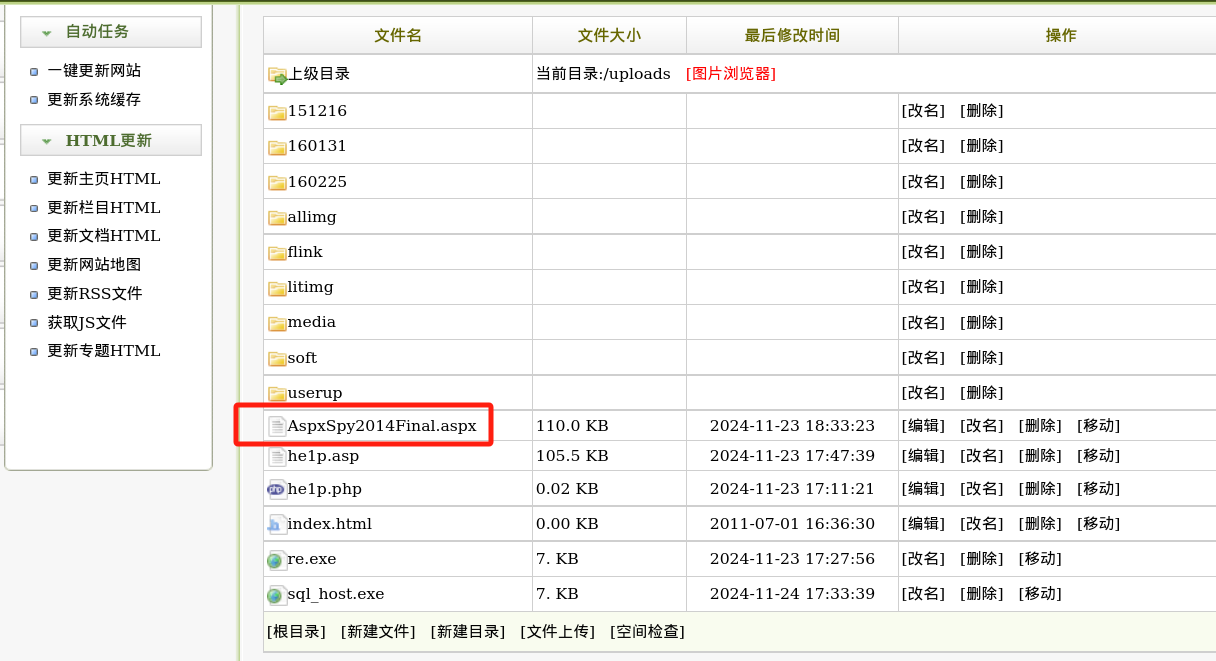 自动任务
一键更新网站
更新系统缓存
HTML更新
更新主页HTML
更新栏目HTML
更新文档HTML
更新网站地图
更新RSS文件
获取JS文件
更新专题HTML
文件名 文件大小 最后修改时间 操作
上级目录 当前目录:/uploads [图片浏览器]
151216 [改名] [删除]
160131 [改名] [删除]
160225 [改名] [删除]
allimg [改名] [删除]
flink [改名] [删除]
litimg [改名] [删除]
media [改名] [删除]
soft [改名] [删除]
userup [改名] [删除]
AspxSpy2014Final.aspx 110.0 KB 2024-11-23 18:33:23 [编辑] [改名] [删除] [移动]
he1p.asp 105.5 KB 2024-11-23 17:47:39 [编辑] [改名] [删除] [移动]
he1p.php 0.02 KB 2024-11-23 17:11:21 [编辑] [改名] [删除] [移动]
index.html 0.00 KB 2011-07-01 16:36:30 [编辑] [改名] [删除] [移动]
re.exe 7. KB 2024-11-23 17:27:56 [改名] [删除] [移动]
sql_host.exe 7. KB 2024-11-24 17:33:39 [改名] [删除] [移动]
[根目录] [新建文件] [新建目录] [文件上传] [空间检查]